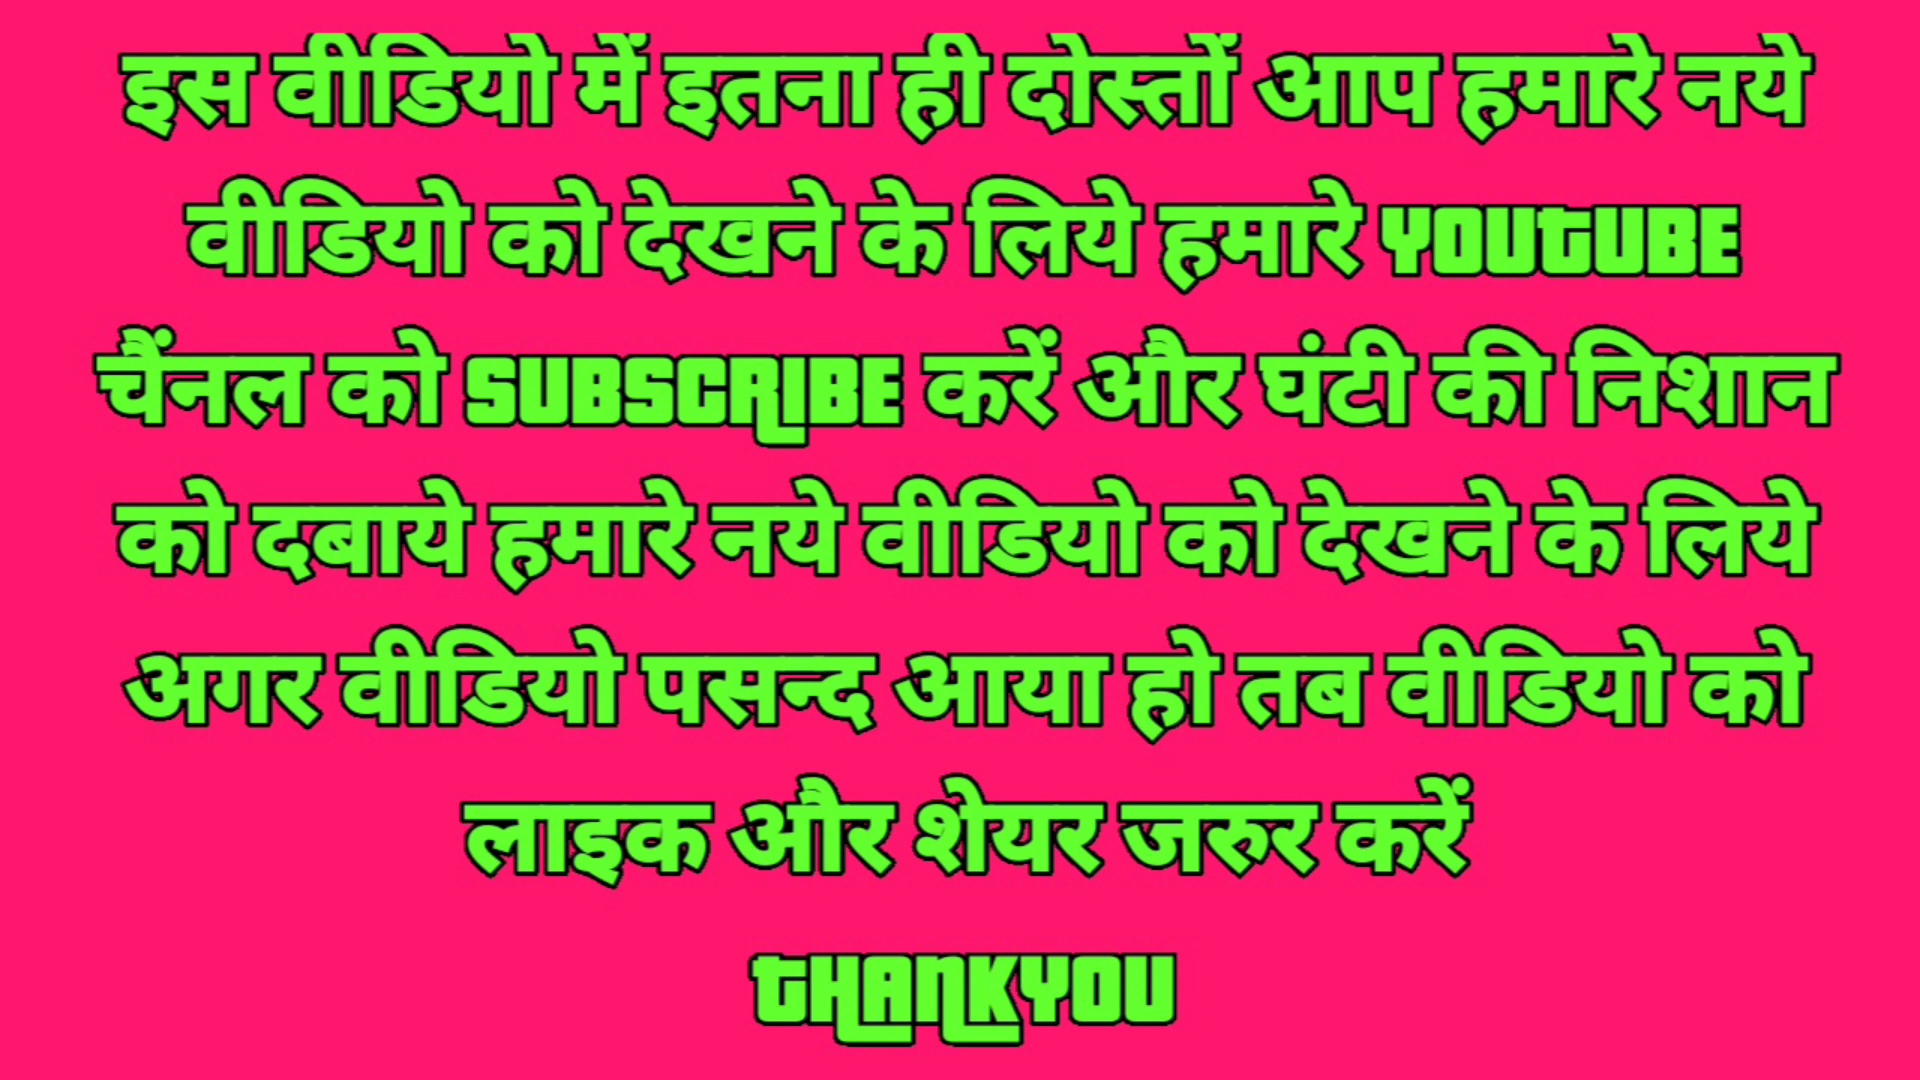 इस वीडियो में इतना ही दोस्तों आप हमारे नये
वीडियो को देखने के लिये हमारे YOUTUBE
चैंनल को SUBSCRIBE करें और घंटी की निशान
को दबाये हमारे नये वीडियो को देखने के लिये
अगर वीडियो पसन्द आया हो तब वीडियो को
लाइक और शेयर जरुर करें
THANKYOU